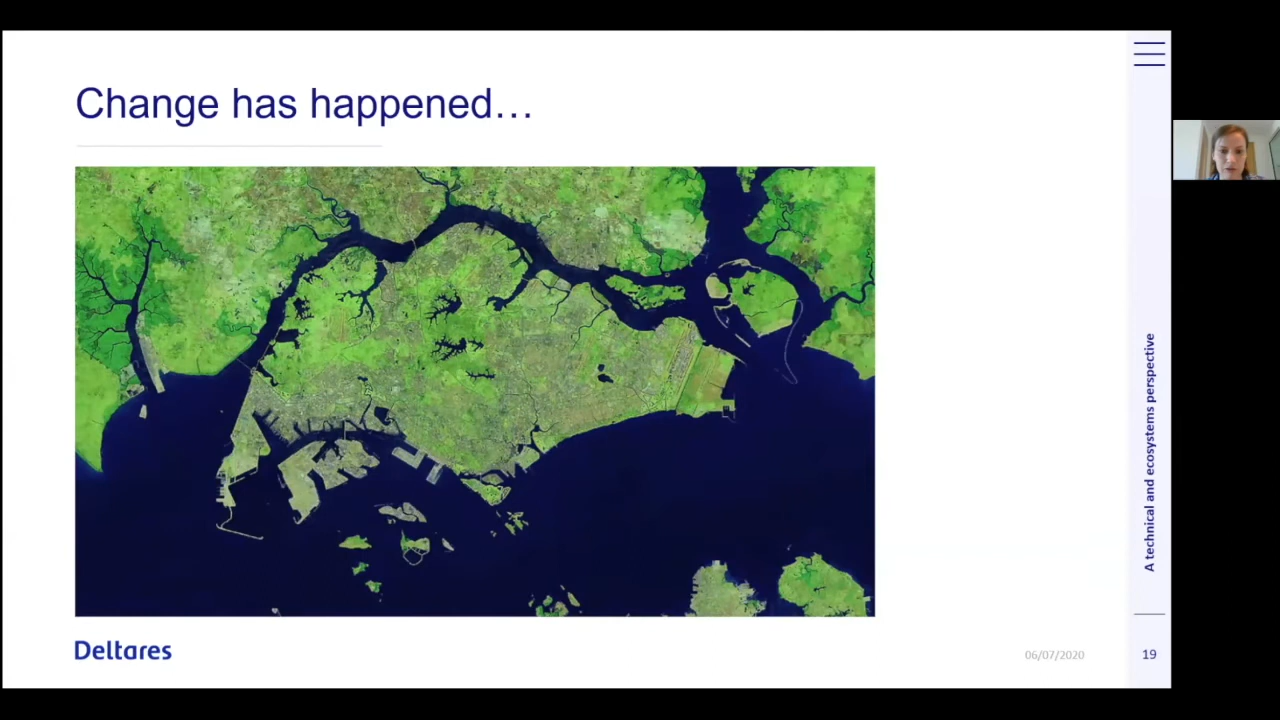 Change has happened…
A technical and ecosystems perspective
Deltares
06/07/2020
19